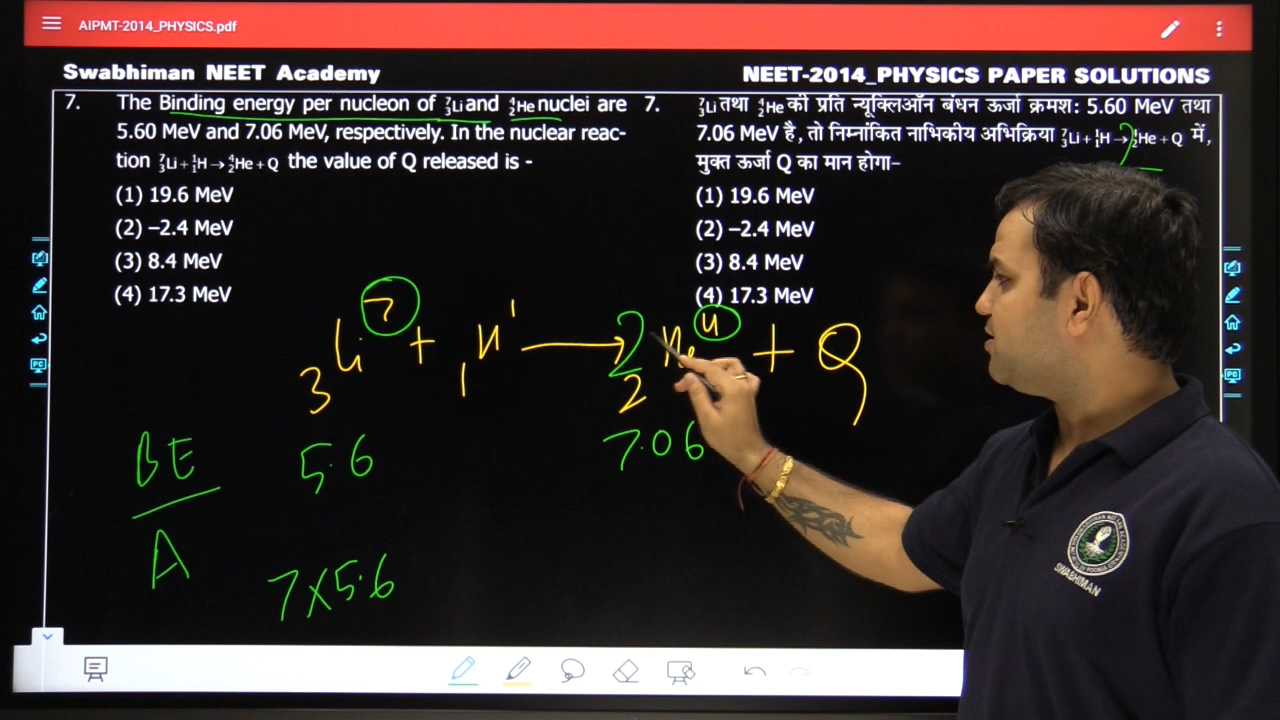 AIPMT-2014_PHYSICS.pdf
Swabhiman NEET Academy
NEET-2014_PHYSICS PAPER SOLUTIONS
7. The Binding energy per nucleon of ⁷₃Li and ⁴₂He nuclei are
5.60 MeV and 7.06 MeV, respectively. In the nuclear reac-
tion ⁷₃Li + ¹₁H → ⁴₂He + Q the value of Q released is -
(1) 19.6 MeV
(2) –2.4 MeV
(3) 8.4 MeV
(4) 17.3 MeV
7. ⁷₃Li तथा ⁴₂He की प्रति न्यूक्लिऑन बंधन ऊर्जा क्रमश: 5.60 MeV तथा
7.06 MeV है, तो निम्नांकित नाभिकीय अभिक्रिया ⁷₃Li + ¹₁H → 2 ⁴₂He + Q में,
मुक्त ऊर्जा Q का मान होगा–
(1) 19.6 MeV
(2) –2.4 MeV
(3) 8.4 MeV
(4) 17.3 MeV
₃Li⁷ + ₁H¹ → 2 ₂He⁴ + Q
BE/A 5.6 7.06
7×5.6
SWABHIMAN